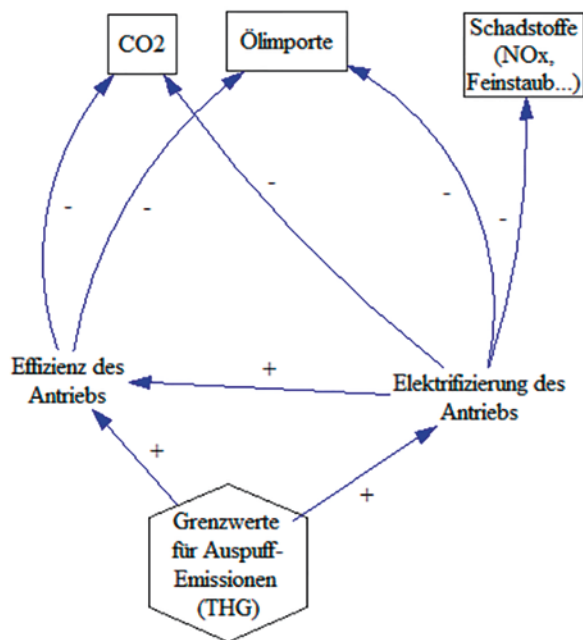 CO2
Ölimporte
Schadstoffe
(NOx,
Feinstaub...)
-
-
-
-
-
Effizienz des
Antriebs
+
Elektrifizierung des
Antriebs
+
+
Grenzwerte
für Auspuff-
Emissionen
(THG)